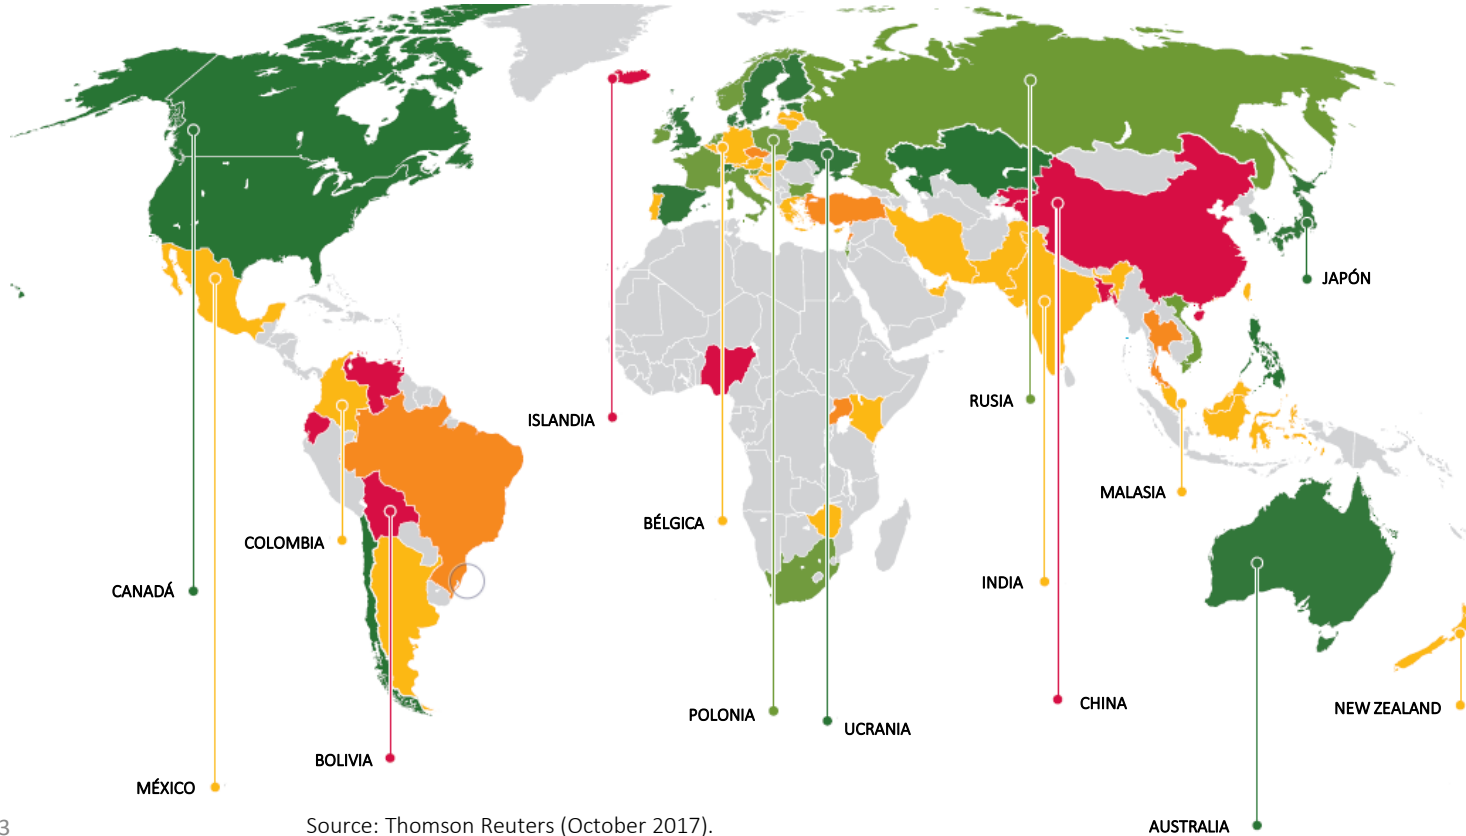 JAPÓN
RUSIA
ISLANDIA
MALASIA
BÉLGICA
COLOMBIA
INDIA
CANADÁ
CHINA
NEW ZEALAND
POLONIA
UCRANIA
BOLIVIA
MÉXICO
3
Source: Thomson Reuters (October 2017).
AUSTRALIA